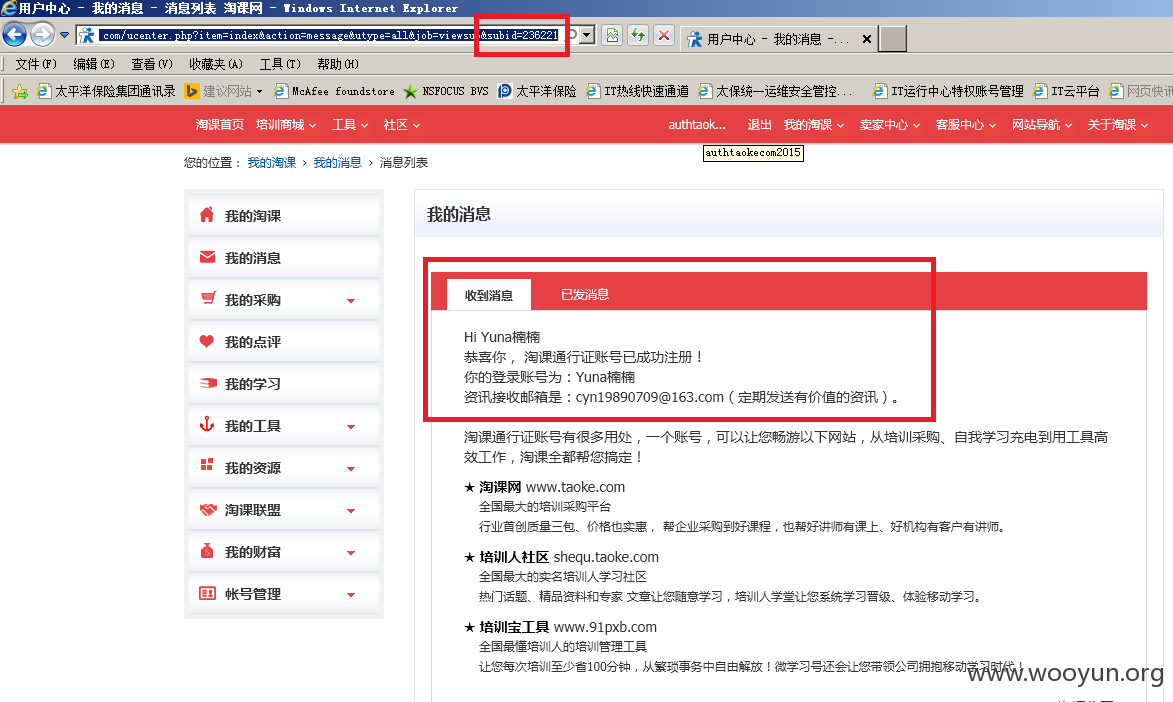 用户中心 - 我的消息 - 消息列表 淘课网 - Windows Internet Explorer
com/ucenter.php?item=index&action=message&utype=all&job=viewsub&subid=236221
用户中心 - 我的消息 -...
文件(F) 编辑(E) 查看(V) 收藏夹(A) 工具(T) 帮助(H)
太平洋保险集团通讯录 建议网站 McAfee foundstore NSFOCUS BVS 太平洋保险 IT热线快速通道 太保统一运维安全管控... IT运行中心特权账号管理 IT云平台 网页快讯
淘课首页 培训商城 工具 社区 authtaok... 退出 我的淘课 卖家中心 客服中心 网站导航 关于淘课
authtaokecom2015
您的位置： 我的淘课 › 我的消息 › 消息列表
我的淘课
我的消息
我的采购
我的点评
我的学习
我的工具
我的资源
淘课联盟
我的财富
帐号管理
我的消息
收到消息 已发消息
Hi Yuna楠楠
恭喜你， 淘课通行证账号已成功注册！
你的登录账号为：Yuna楠楠
资讯接收邮箱是：cyn19890709@163.com（定期发送有价值的资讯）。
淘课通行证账号有很多用处，一个账号，可以让您畅游以下网站，从培训采购、自我学习充电到用工具高
效工作，淘课全都帮您搞定！
★ 淘课网 www.taoke.com
全国最大的培训采购平台
行业首创质量三包、价格也实惠， 帮企业采购到好课程，也帮好讲师有课上、好机构有客户有讲师。
★ 培训人社区 shequ.taoke.com
全国最大的实名培训人学习社区
热门话题、精品资料和专家 文章让您随意学习，培训人学堂让您系统学习晋级、体验移动学习。
★ 培训宝工具 www.91pxb.com
全国最懂培训人的培训管理工具
让您每次培训至少省100分钟，从繁琐事务中自由解放！微学习号还会让您带领公司拥抱移动学习时代！
www.wooyun.org